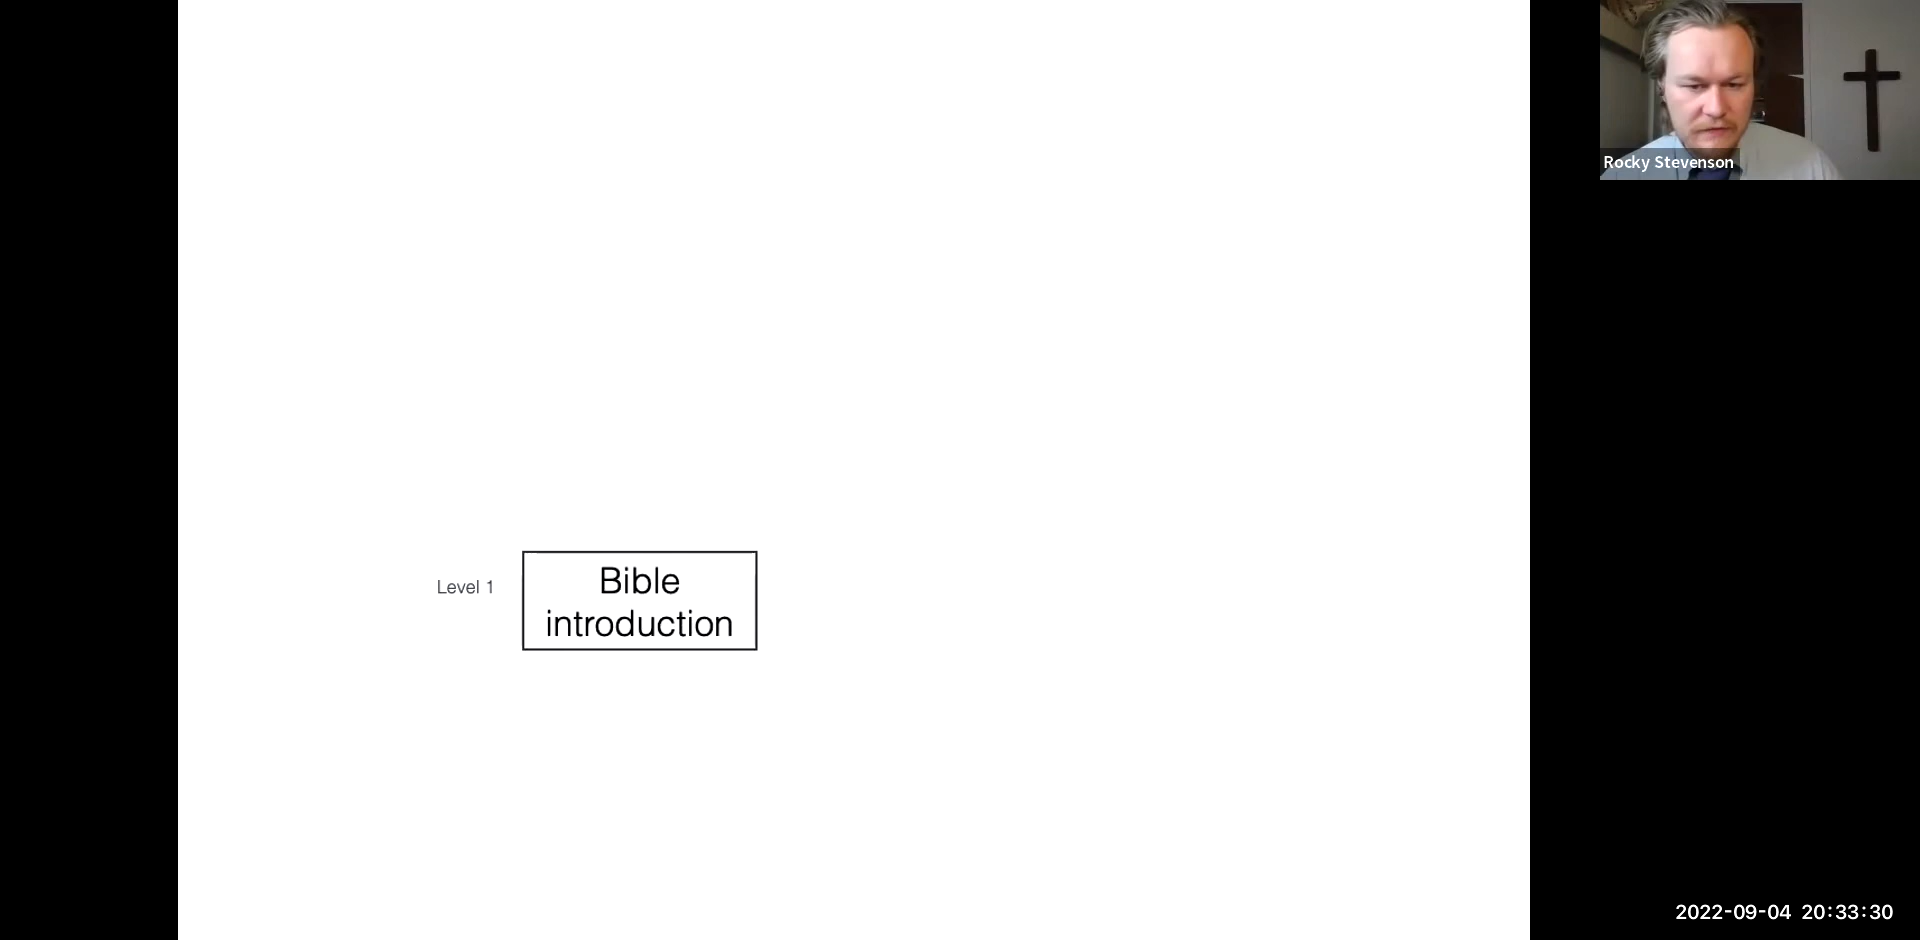 Rocky Stevenson
Level 1
Bible
introduction
2022-09-04 20:33:30